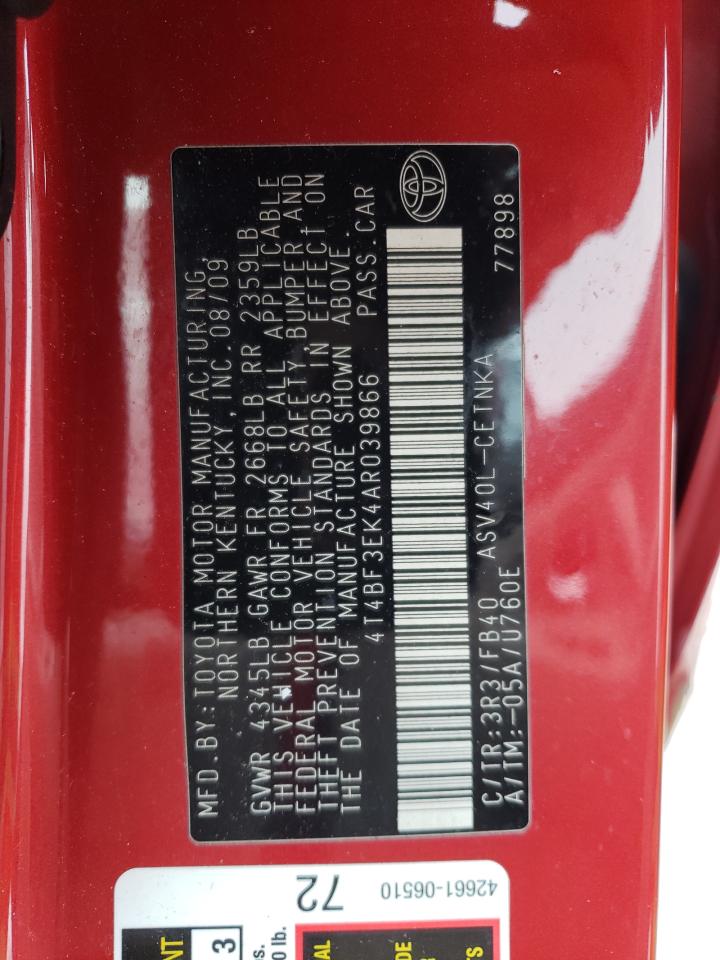 MFD.BY:TOYOTA MOTOR MANUFACTURING,
NORTHERN KENTUCKY,INC.08/09
GVWR 4345LB GAWR FR 2668LB RR 2359LB
THIS VEHICLE CONFORMS TO ALL APPLICABLE
FEDERAL MOTOR VEHICLE SAFETY,BUMPER AND
THEFT PREVENTION STANDARDS IN EFFECT ON
THE DATE OF MANUFACTURE SHOWN ABOVE.
4T4BF3EK4AR039866 PASS.CAR
C/TR:3R3/FB40 ASV40L-CETNKA 77898
A/TM:-05A/U760E
42661-06510
72
3
0 lb.